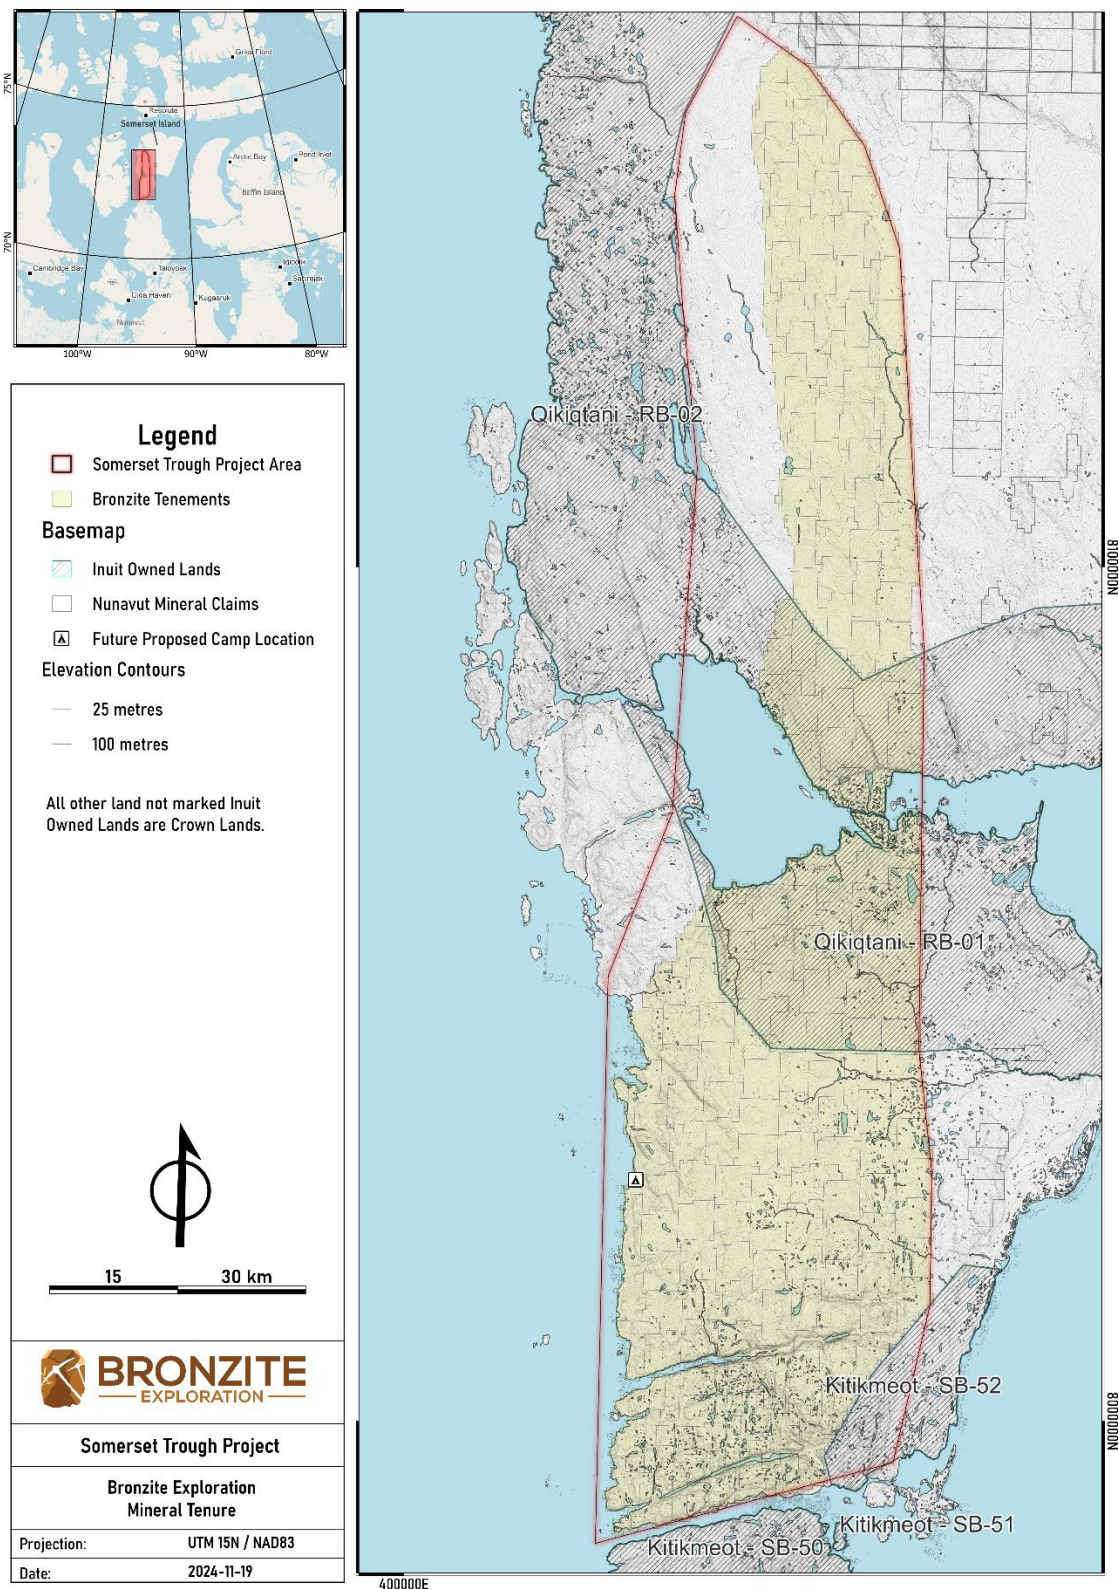 75°N
70°N
Great Fiord
Resolute
Somerset Island
Arctic Bay
Pond Inlet
Baffin Island
Cambridge Bay
Taloyoak
Igloolik
Sanirajak
Gjoa Haven
Kugaaruk
Nunavut
100°W
90°W
80°W
Legend
Somerset Trough Project Area
Bronzite Tenements
Basemap
Inuit Owned Lands
Nunavut Mineral Claims
Future Proposed Camp Location
Elevation Contours
25 metres
100 metres
All other land not marked Inuit
Owned Lands are Crown Lands.
15 30 km
BRONZITE
EXPLORATION
Somerset Trough Project
Bronzite Exploration
Mineral Tenure
Projection: UTM 15N / NAD83
Date: 2024-11-19
Qikiqtani - RB-02
Qikiqtani - RB-01
Kitikmeot - SB-52
Kitikmeot - SB-51
Kitikmeot - SB-50
8100000N
8000000N
400000E